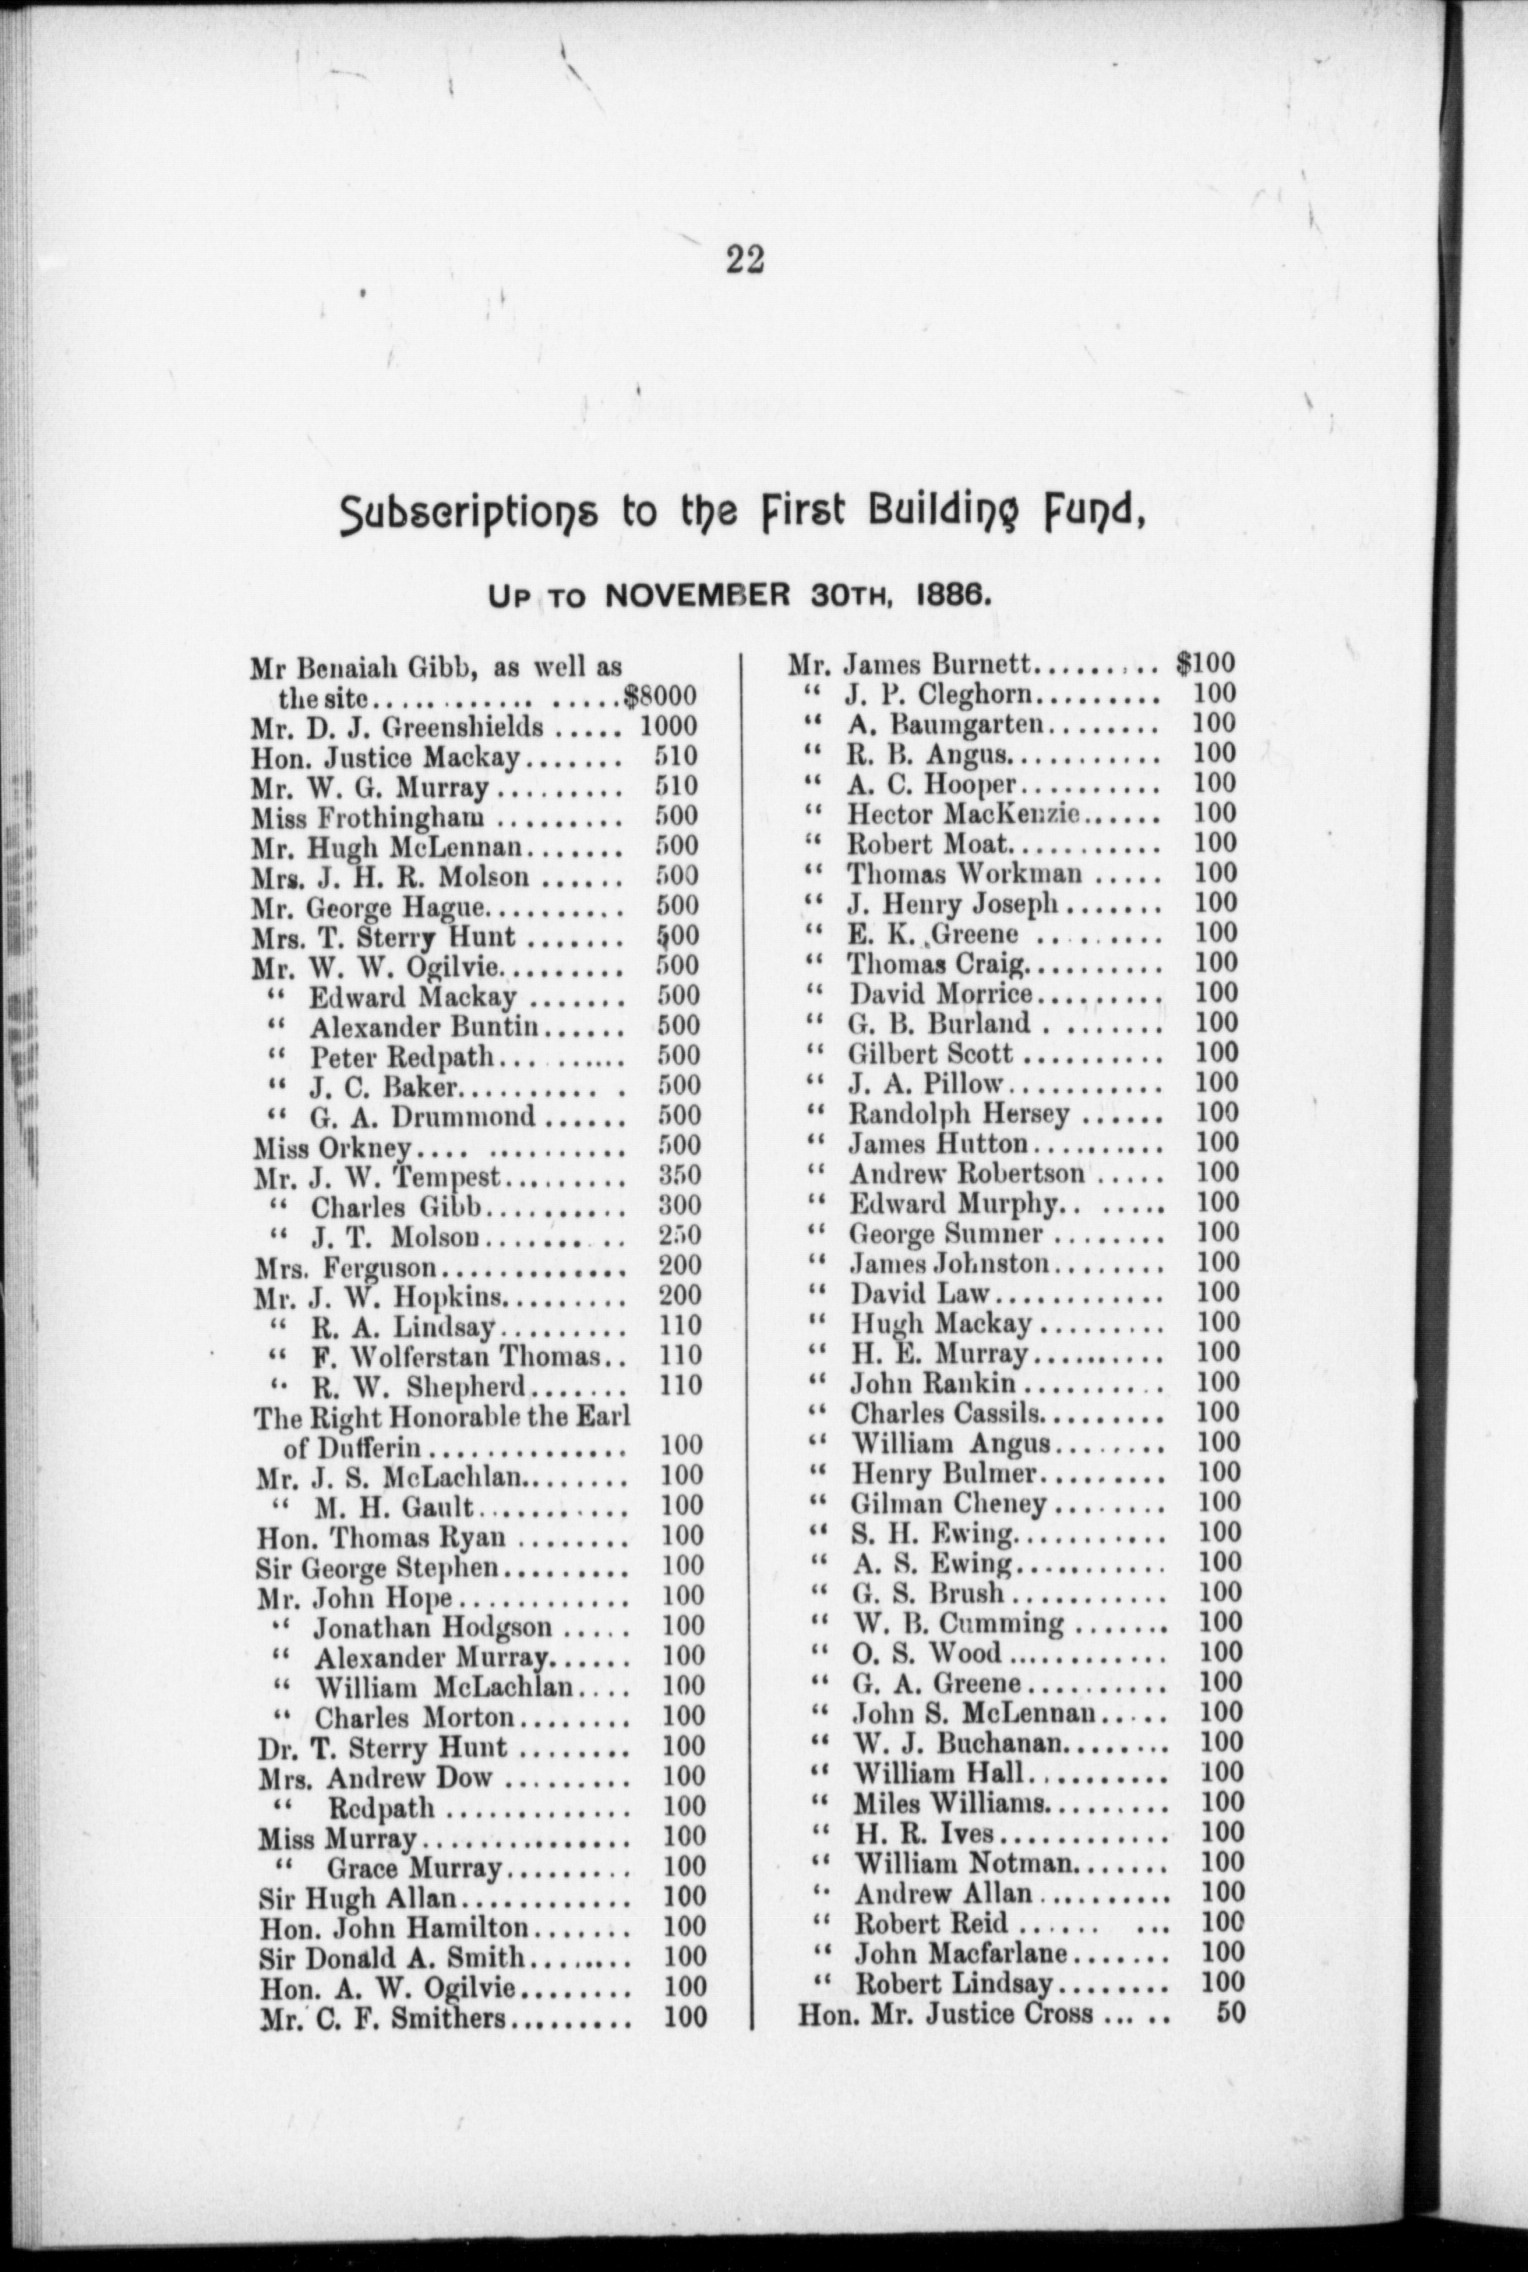 22
Subscriptions to the First Building Fund,
UP TO NOVEMBER 30TH, 1886.
Mr Benaiah Gibb, as well as
the site.................$8000
Mr. D. J. Greenshields ..... 1000
Hon. Justice Mackay....... 510
Mr. W. G. Murray......... 510
Miss Frothingham ......... 500
Mr. Hugh McLennan....... 500
Mrs. J. H. R. Molson ...... 500
Mr. George Hague.......... 500
Mrs. T. Sterry Hunt ....... 500
Mr. W. W. Ogilvie......... 500
“ Edward Mackay ....... 500
“ Alexander Buntin...... 500
“ Peter Redpath......... 500
“ J. C. Baker........... . 500
“ G. A. Drummond ...... 500
Miss Orkney.... ........... 500
Mr. J. W. Tempest......... 350
“ Charles Gibb.......... 300
“ J. T. Molson.......... 250
Mrs. Ferguson............. 200
Mr. J. W. Hopkins......... 200
“ R. A. Lindsay......... 110
“ F. Wolferstan Thomas.. 110
“ R. W. Shepherd....... 110
The Right Honorable the Earl
of Dufferin .............. 100
Mr. J. S. McLachlan........ 100
“ M. H. Gault........... 100
Hon. Thomas Ryan ........ 100
Sir George Stephen......... 100
Mr. John Hope............ 100
“ Jonathan Hodgson ..... 100
“ Alexander Murray...... 100
“ William McLachlan.... 100
“ Charles Morton........ 100
Dr. T. Sterry Hunt ........ 100
Mrs. Andrew Dow ......... 100
“ Redpath ............. 100
Miss Murray............... 100
“ Grace Murray......... 100
Sir Hugh Allan............ 100
Hon. John Hamilton....... 100
Sir Donald A. Smith........ 100
Hon. A. W. Ogilvie........ 100
Mr. C. F. Smithers......... 100
Mr. James Burnett......... $100
“ J. P. Cleghorn......... 100
“ A. Baumgarten........ 100
“ R. B. Angus........... 100
“ A. C. Hooper.......... 100
“ Hector MacKenzie...... 100
“ Robert Moat........... 100
“ Thomas Workman ..... 100
“ J. Henry Joseph....... 100
“ E. K. Greene ......... 100
“ Thomas Craig.......... 100
“ David Morrice......... 100
“ G. B. Burland . ....... 100
“ Gilbert Scott .......... 100
“ J. A. Pillow........... 100
“ Randolph Hersey ...... 100
“ James Hutton.......... 100
“ Andrew Robertson ..... 100
“ Edward Murphy.. ..... 100
“ George Sumner ........ 100
“ James Johnston........ 100
“ David Law............ 100
“ Hugh Mackay......... 100
“ H. E. Murray.......... 100
“ John Rankin .......... 100
“ Charles Cassils......... 100
“ William Angus........ 100
“ Henry Bulmer......... 100
“ Gilman Cheney........ 100
“ S. H. Ewing........... 100
“ A. S. Ewing........... 100
“ G. S. Brush........... 100
“ W. B. Cumming ....... 100
“ O. S. Wood ............ 100
“ G. A. Greene.......... 100
“ John S. McLennan..... 100
“ W. J. Buchanan........ 100
“ William Hall.......... 100
“ Miles Williams......... 100
“ H. R. Ives............ 100
“ William Notman....... 100
“ Andrew Allan.......... 100
“ Robert Reid ...... ... 100
“ John Macfarlane....... 100
“ Robert Lindsay........ 100
Hon. Mr. Justice Cross ... .. 50